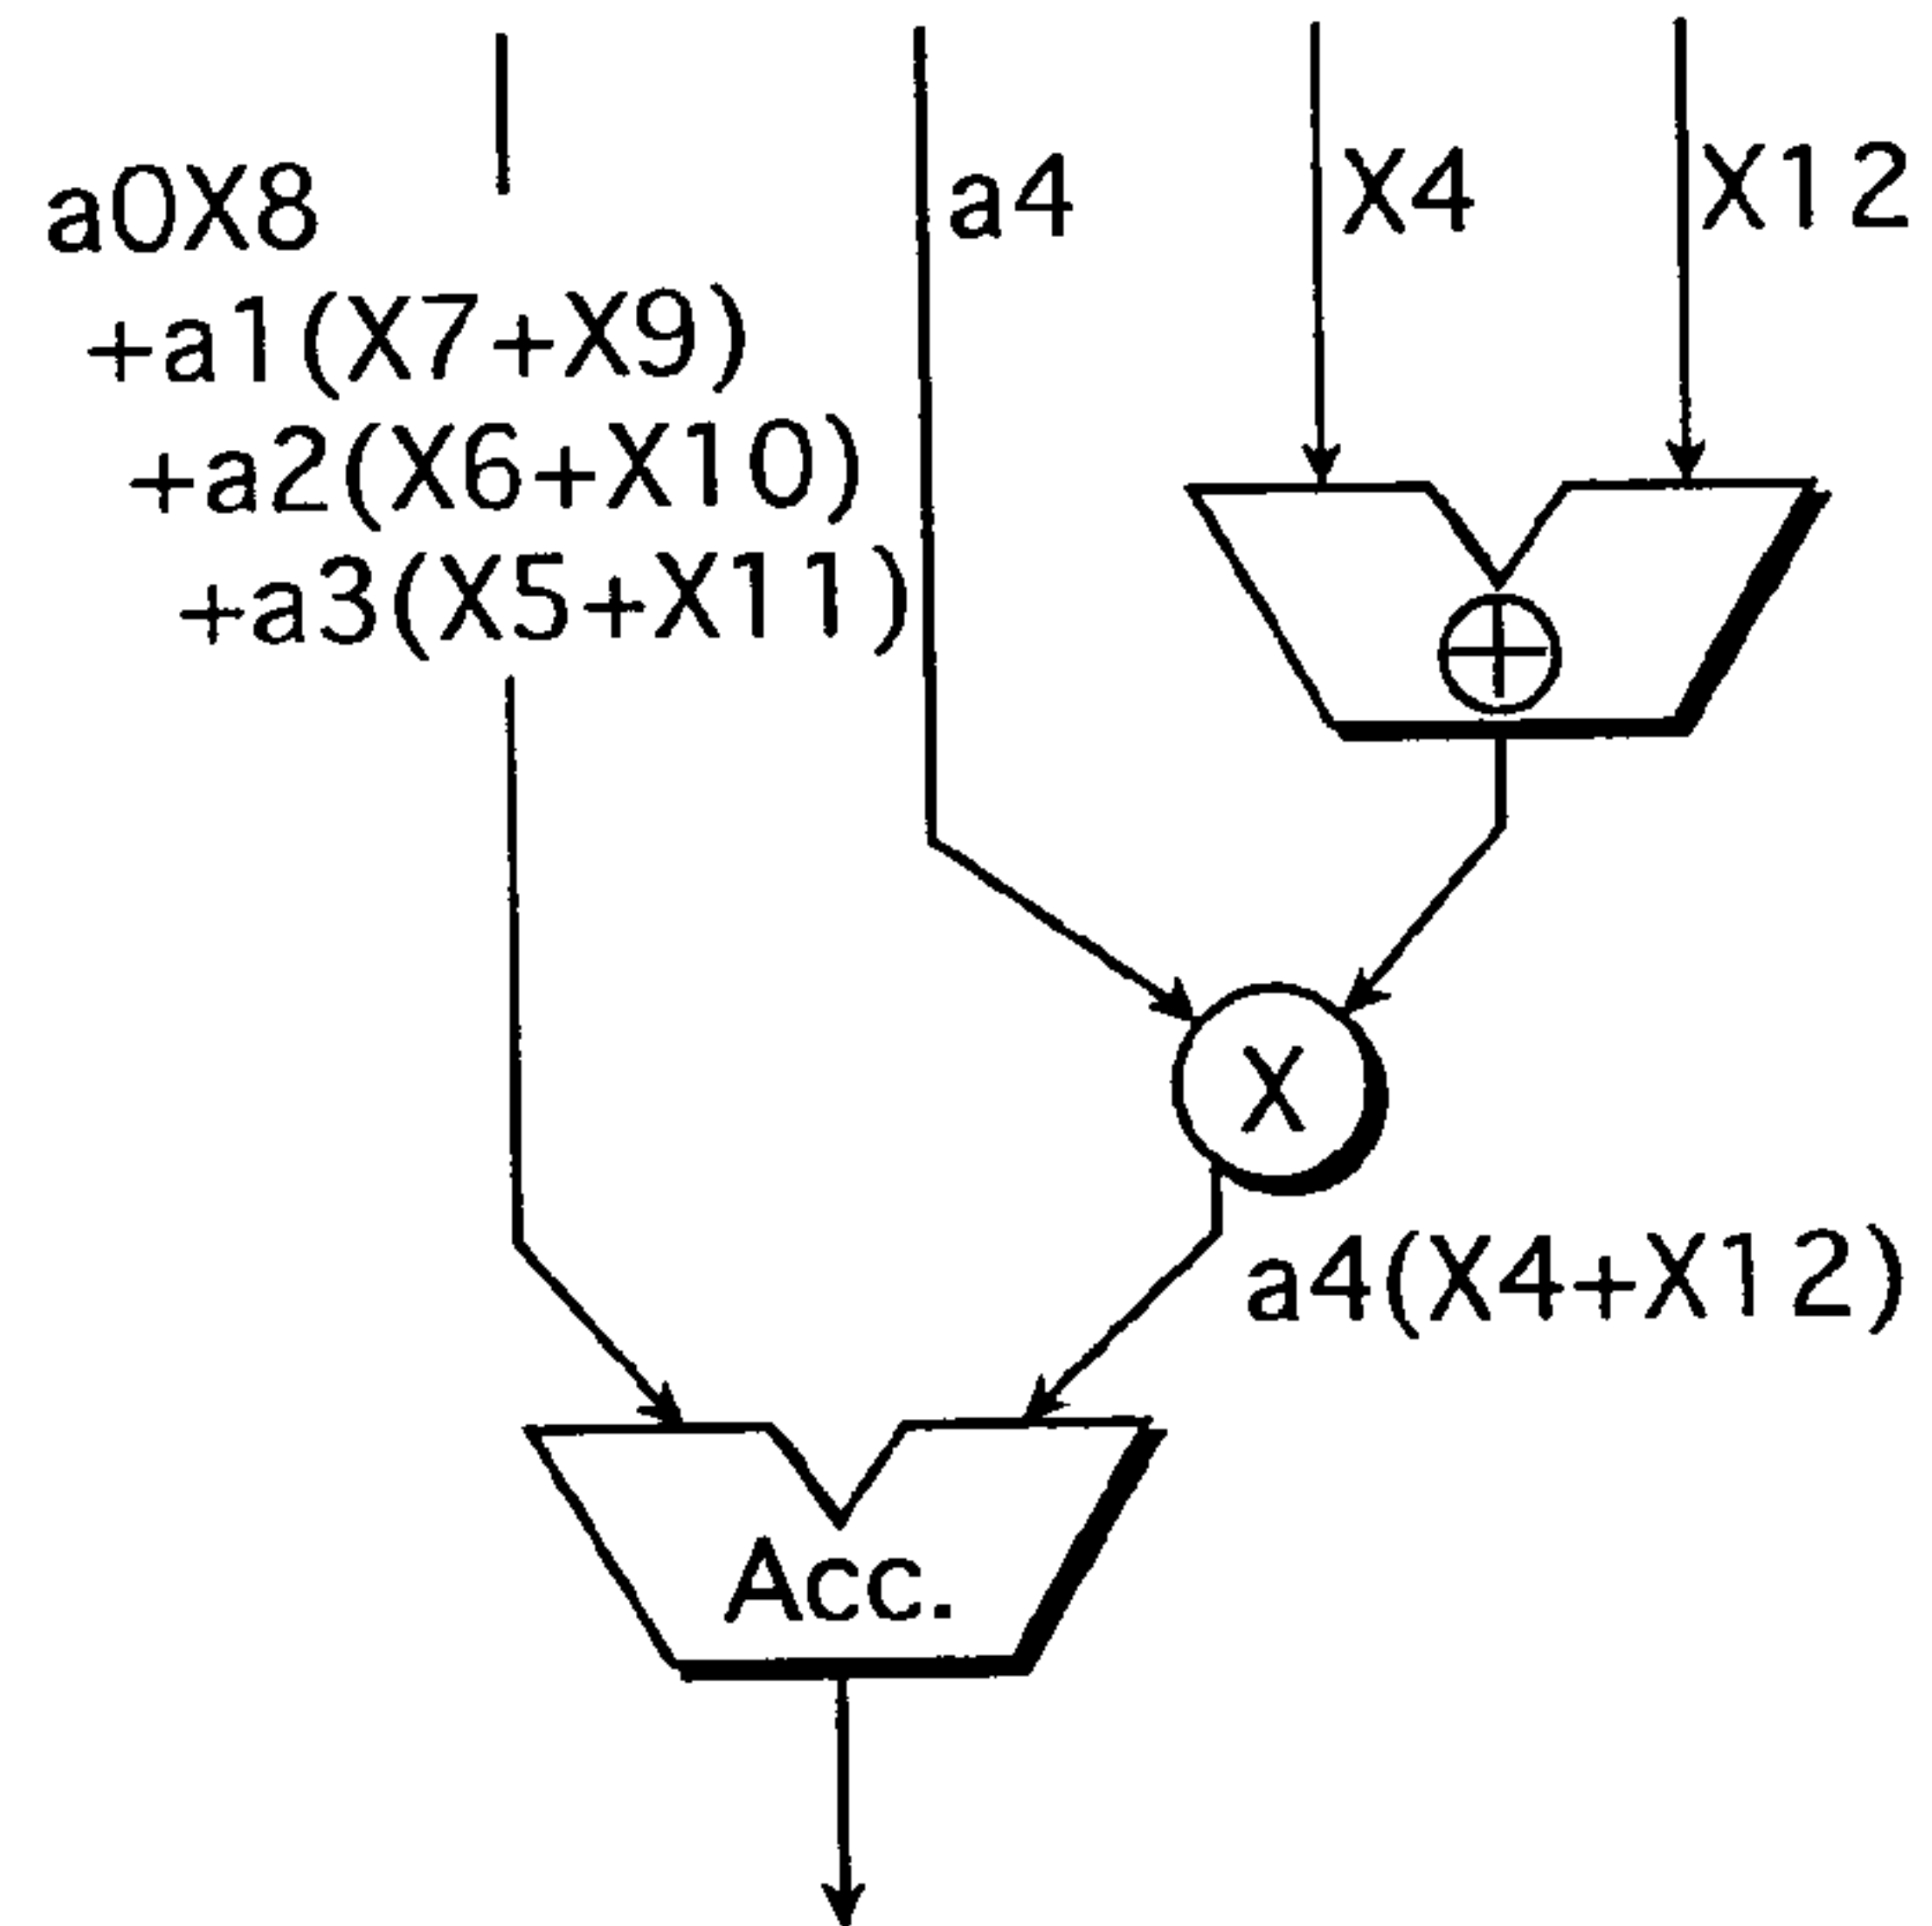 a0X8
+a1(X7+X9)
+a2(X6+X10)
+a3(X5+X11)
a4
X4
X12
X
a4(X4+X12)
Acc.